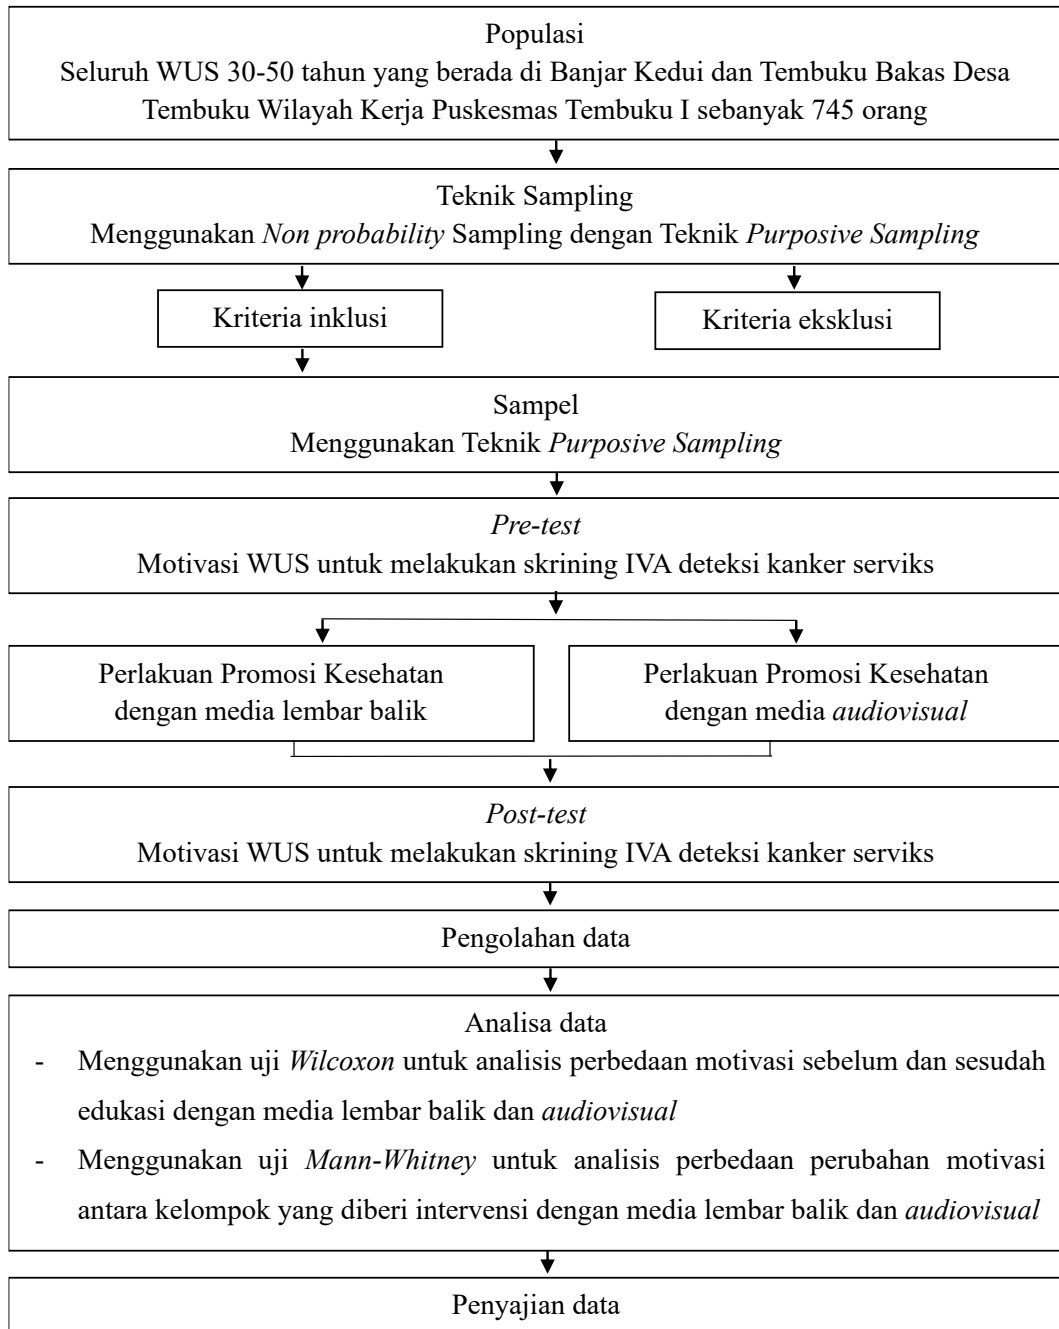 Populasi
Seluruh WUS 30-50 tahun yang berada di Banjar Kedui dan Tembuku Bakas Desa
Tembuku Wilayah Kerja Puskesmas Tembuku I sebanyak 745 orang
Teknik Sampling
Menggunakan Non probability Sampling dengan Teknik Purposive Sampling
Kriteria inklusi
Kriteria eksklusi
Sampel
Menggunakan Teknik Purposive Sampling
Pre-test
Motivasi WUS untuk melakukan skrining IVA deteksi kanker serviks
Perlakuan Promosi Kesehatan
dengan media lembar balik
Perlakuan Promosi Kesehatan
dengan media audiovisual
Post-test
Motivasi WUS untuk melakukan skrining IVA deteksi kanker serviks
Pengolahan data
Analisa data
- Menggunakan uji Wilcoxon untuk analisis perbedaan motivasi sebelum dan sesudah
edukasi dengan media lembar balik dan audiovisual
- Menggunakan uji Mann-Whitney untuk analisis perbedaan perubahan motivasi
antara kelompok yang diberi intervensi dengan media lembar balik dan audiovisual
Penyajian data